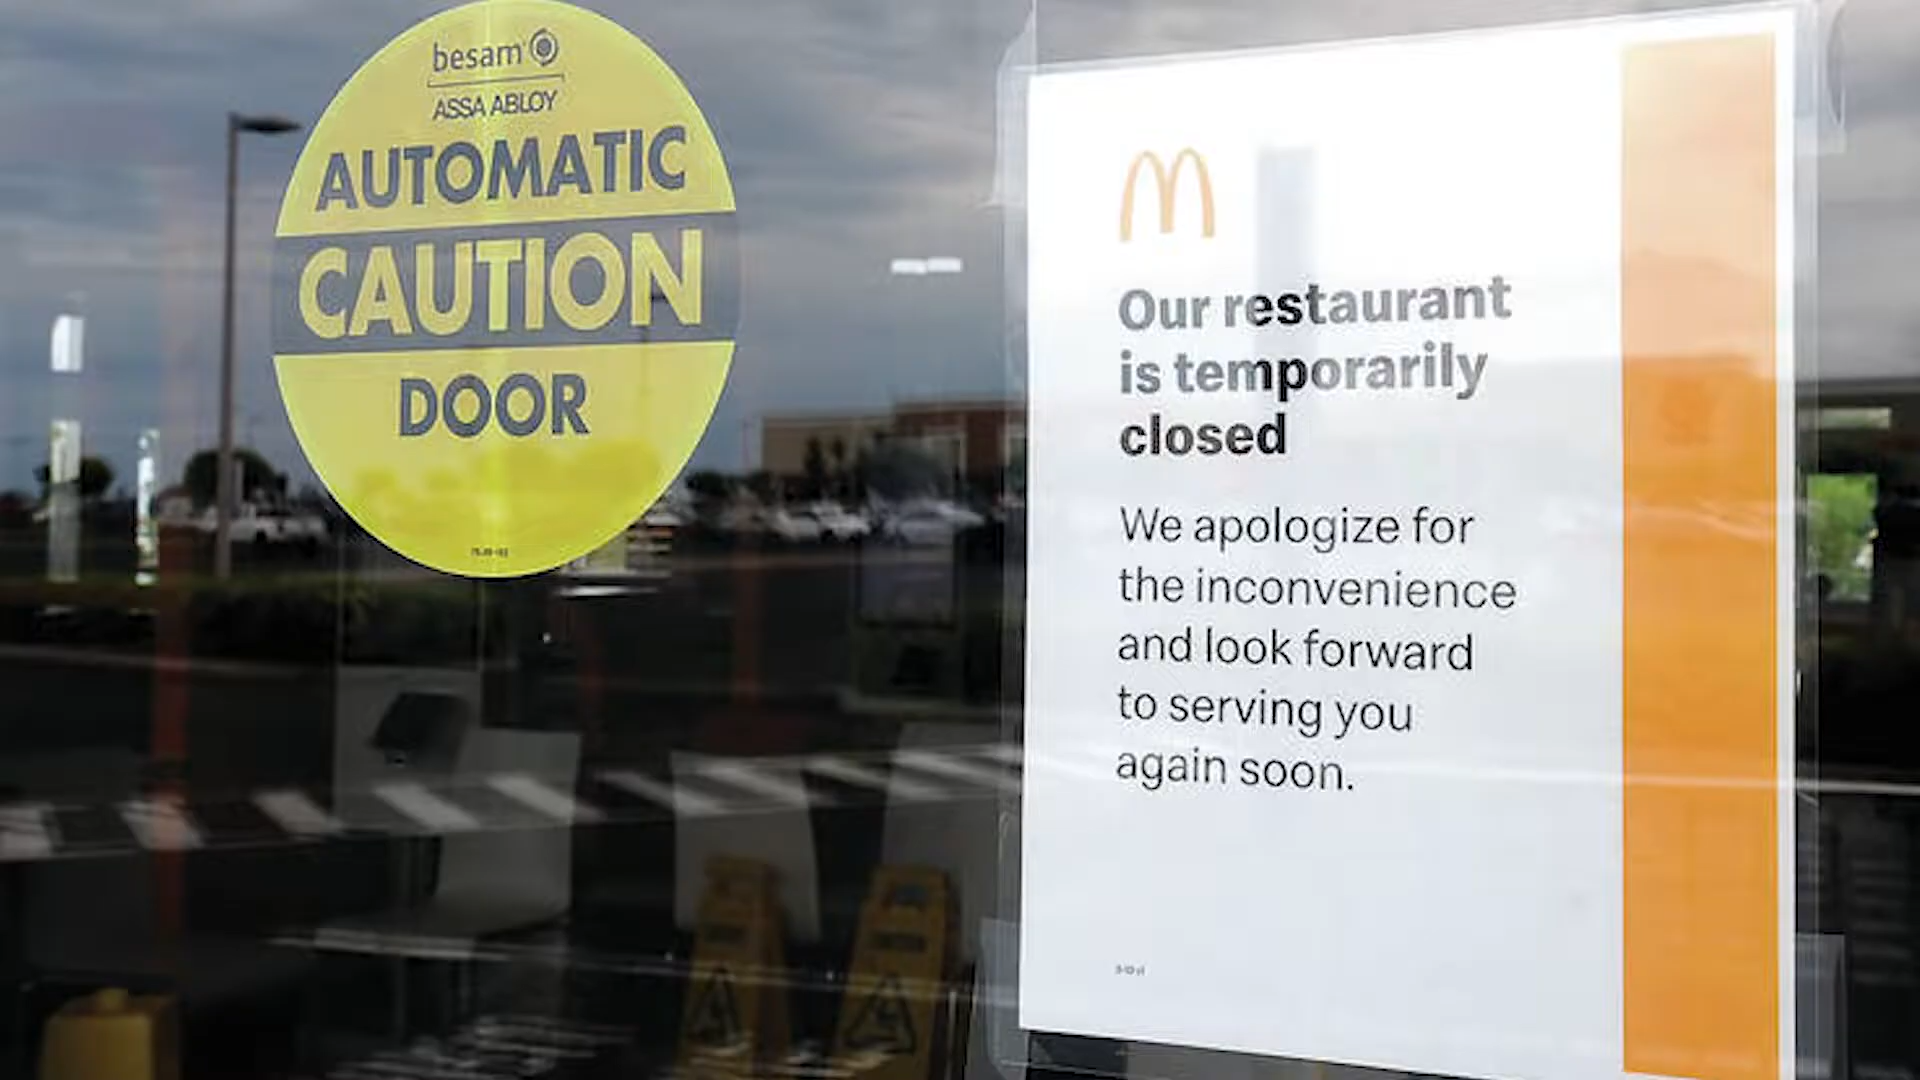 besam
ASSA ABLOY
AUTOMATIC
CAUTION
DOOR
Our restaurant
is temporarily
closed
We apologize for
the inconvenience
and look forward
to serving you
again soon.